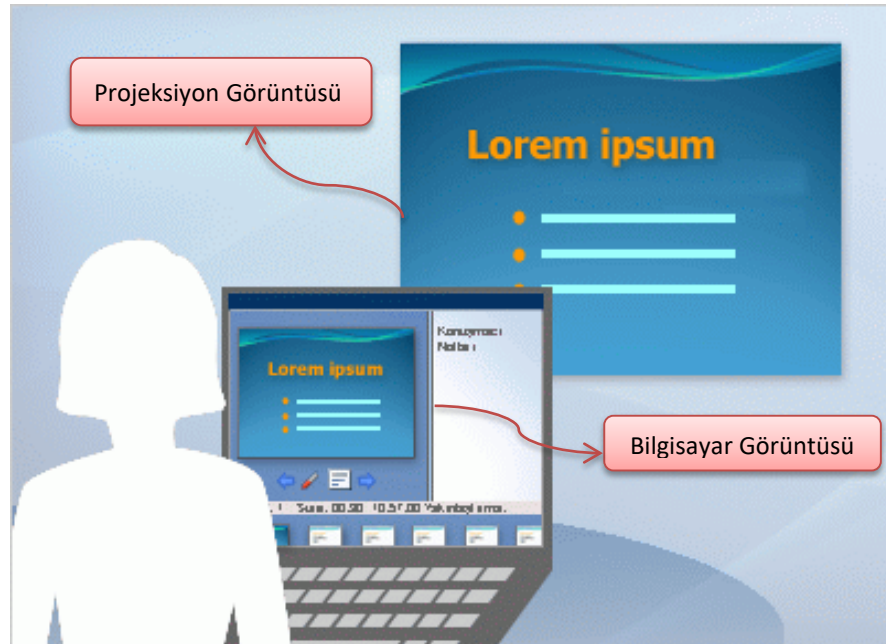 Projeksiyon Görüntüsü
Lorem ipsum
Konuşmacı
Notları
Lorem ipsum
Bilgisayar Görüntüsü